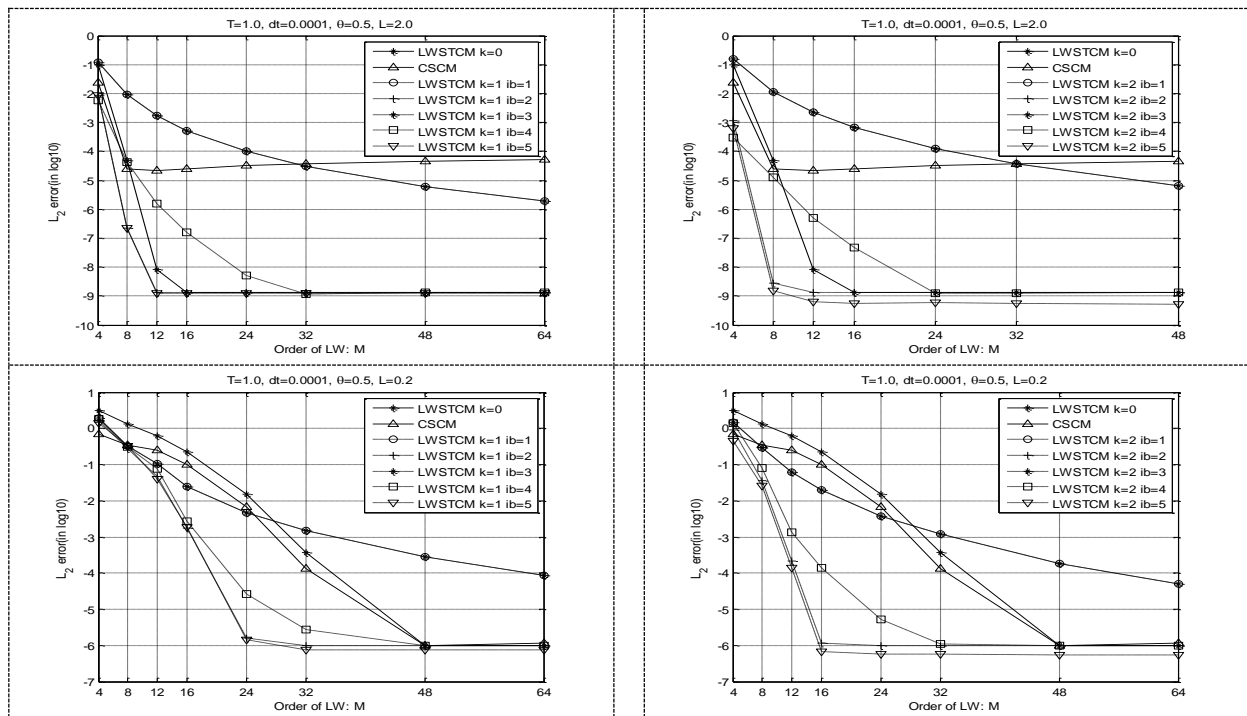 T=1.0, dt=0.0001, θ=0.5, L=2.0
0
-1
-2
-3
-4
-5
-6
-7
-8
-9
-10
L2 error(in log10)
LWSTCM k=0
CSCM
LWSTCM k=1 ib=1
LWSTCM k=1 ib=2
LWSTCM k=1 ib=3
LWSTCM k=1 ib=4
LWSTCM k=1 ib=5
4 8 12 16 24 32 48 64
Order of LW: M
T=1.0, dt=0.0001, θ=0.5, L=2.0
0
-1
-2
-3
-4
-5
-6
-7
-8
-9
-10
L2 error(in log10)
LWSTCM k=0
CSCM
LWSTCM k=2 ib=1
LWSTCM k=2 ib=2
LWSTCM k=2 ib=3
LWSTCM k=2 ib=4
LWSTCM k=2 ib=5
4 8 12 16 24 32 48
Order of LW: M
T=1.0, dt=0.0001, θ=0.5, L=0.2
1
0
-1
-2
-3
-4
-5
-6
-7
L2 error(in log10)
LWSTCM k=0
CSCM
LWSTCM k=1 ib=1
LWSTCM k=1 ib=2
LWSTCM k=1 ib=3
LWSTCM k=1 ib=4
LWSTCM k=1 ib=5
4 8 12 16 24 32 48 64
Order of LW: M
T=1.0, dt=0.0001, θ=0.5, L=0.2
1
0
-1
-2
-3
-4
-5
-6
-7
L2 error(in log10)
LWSTCM k=0
CSCM
LWSTCM k=2 ib=1
LWSTCM k=2 ib=2
LWSTCM k=2 ib=3
LWSTCM k=2 ib=4
LWSTCM k=2 ib=5
4 8 12 16 24 32 48 64
Order of LW: M